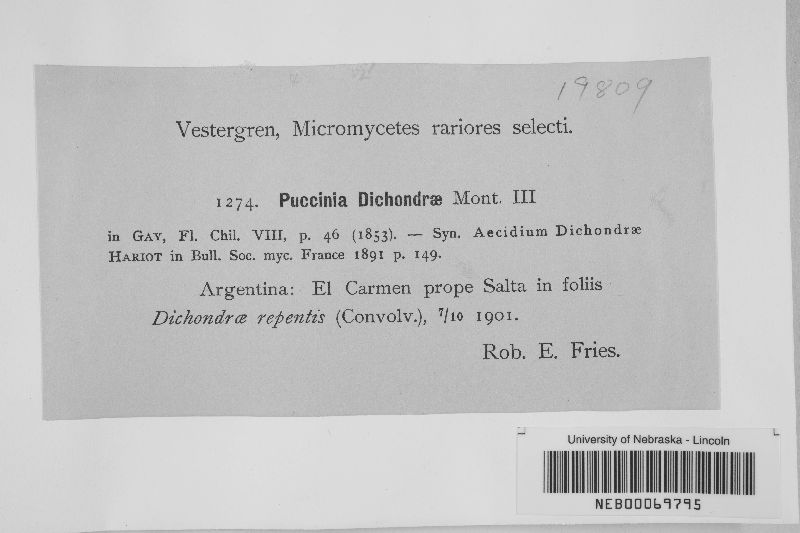 19809
Vestergren, Micromycetes rariores selecti.
1274. Puccinia Dichondræ Mont. III
in GAY, Fl. Chil. VIII, p. 46 (1853). — Syn. Aecidium Dichondræ
HARIOT in Bull. Soc. myc. France 1891 p. 149.
Argentina: El Carmen prope Salta in foliis
Dichondræ repentis (Convolv.), 7/10 1901.
Rob. E. Fries.
University of Nebraska - Lincoln
NEB00069795